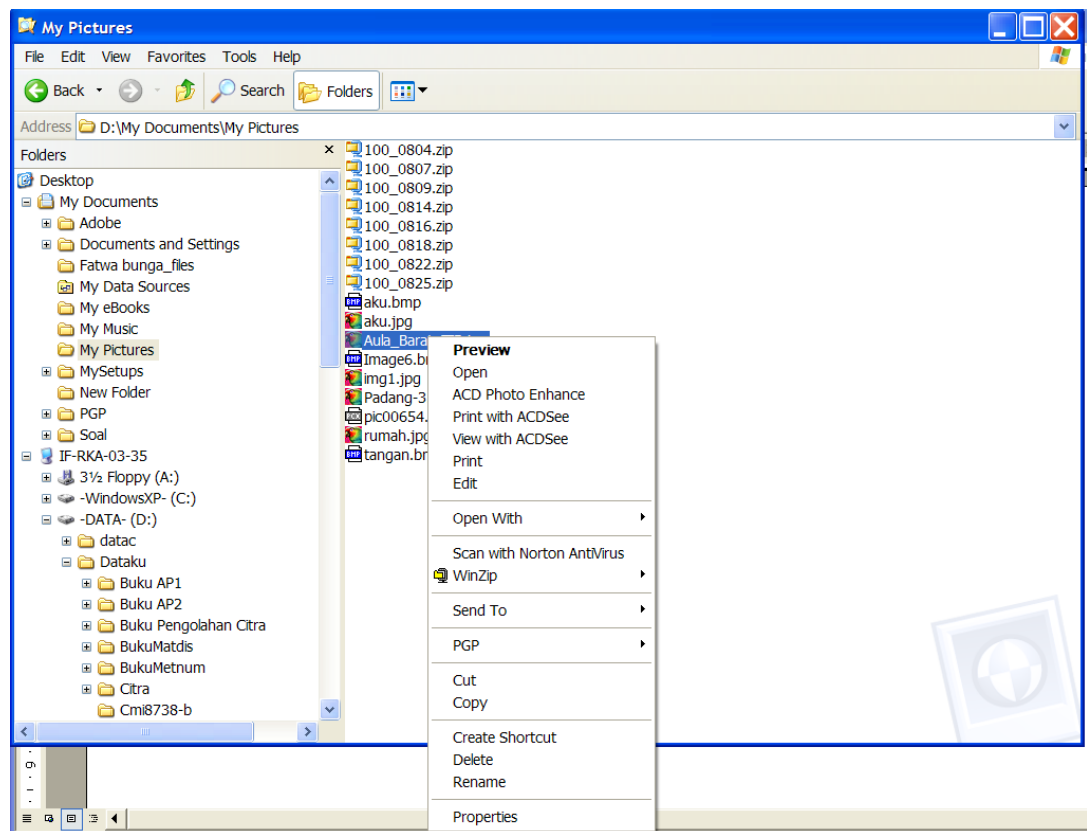 My Pictures
File Edit View Favorites Tools Help
Back Search Folders
Address D:\My Documents\My Pictures
Folders
Desktop
My Documents
Adobe
Documents and Settings
Fatwa bunga_files
My Data Sources
My eBooks
My Music
My Pictures
MySetups
New Folder
PGP
Soal
IF-RKA-03-35
3½ Floppy (A:)
-WindowsXP- (C:)
-DATA- (D:)
datac
Dataku
Buku AP1
Buku AP2
Buku Pengolahan Citra
BukuMatdis
BukuMetnum
Citra
Cmi8738-b
100_0804.zip
100_0807.zip
100_0809.zip
100_0814.zip
100_0816.zip
100_0818.zip
100_0822.zip
100_0825.zip
aku.bmp
aku.jpg
Aula_Bara
Image6.b
img1.jpg
Padang-3
pic00654.
rumah.jpg
tangan.b
Preview
Open
ACD Photo Enhance
Print with ACDSee
View with ACDSee
Print
Edit
Open With
Scan with Norton AntiVirus
WinZip
Send To
PGP
Cut
Copy
Create Shortcut
Delete
Rename
Properties